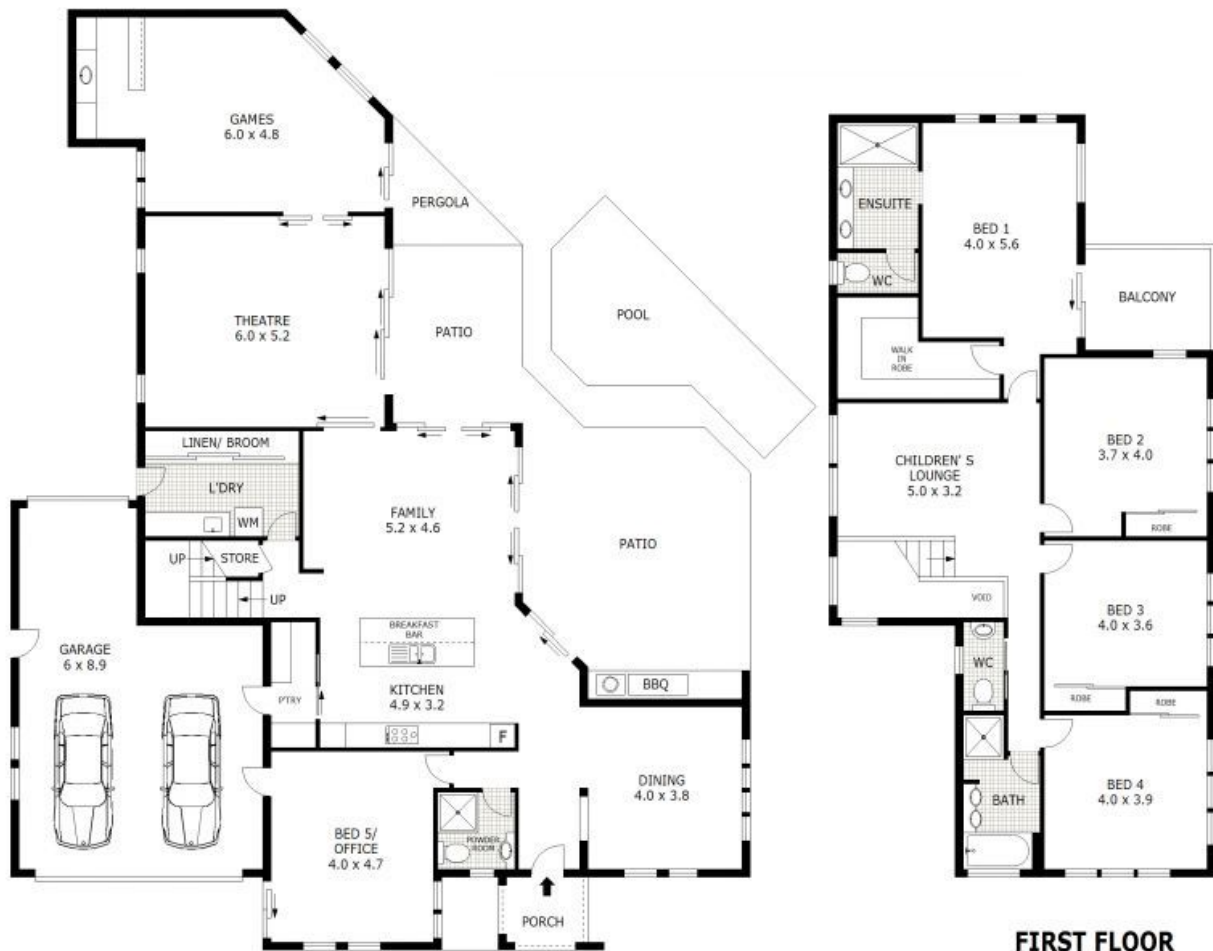 GAMES
6.0 x 4.8
PERGOLA
THEATRE
6.0 x 5.2
PATIO
POOL
LINEN/ BROOM
L'DRY
WM
FAMILY
5.2 x 4.6
PATIO
UP
STORE
UP
GARAGE
6 x 8.9
BREAKFAST
BAR
P'TRY
KITCHEN
4.9 x 3.2
BBQ
F
DINING
4.0 x 3.8
BED 5/
OFFICE
4.0 x 4.7
POWDER
ROOM
PORCH
ENSUITE
BED 1
4.0 x 5.6
WC
BALCONY
WALK
IN
ROBE
BED 2
3.7 x 4.0
CHILDREN' S
LOUNGE
5.0 x 3.2
ROBE
VOID
BED 3
4.0 x 3.6
WC
ROBE
ROBE
BED 4
4.0 x 3.9
BATH
FIRST FLOOR